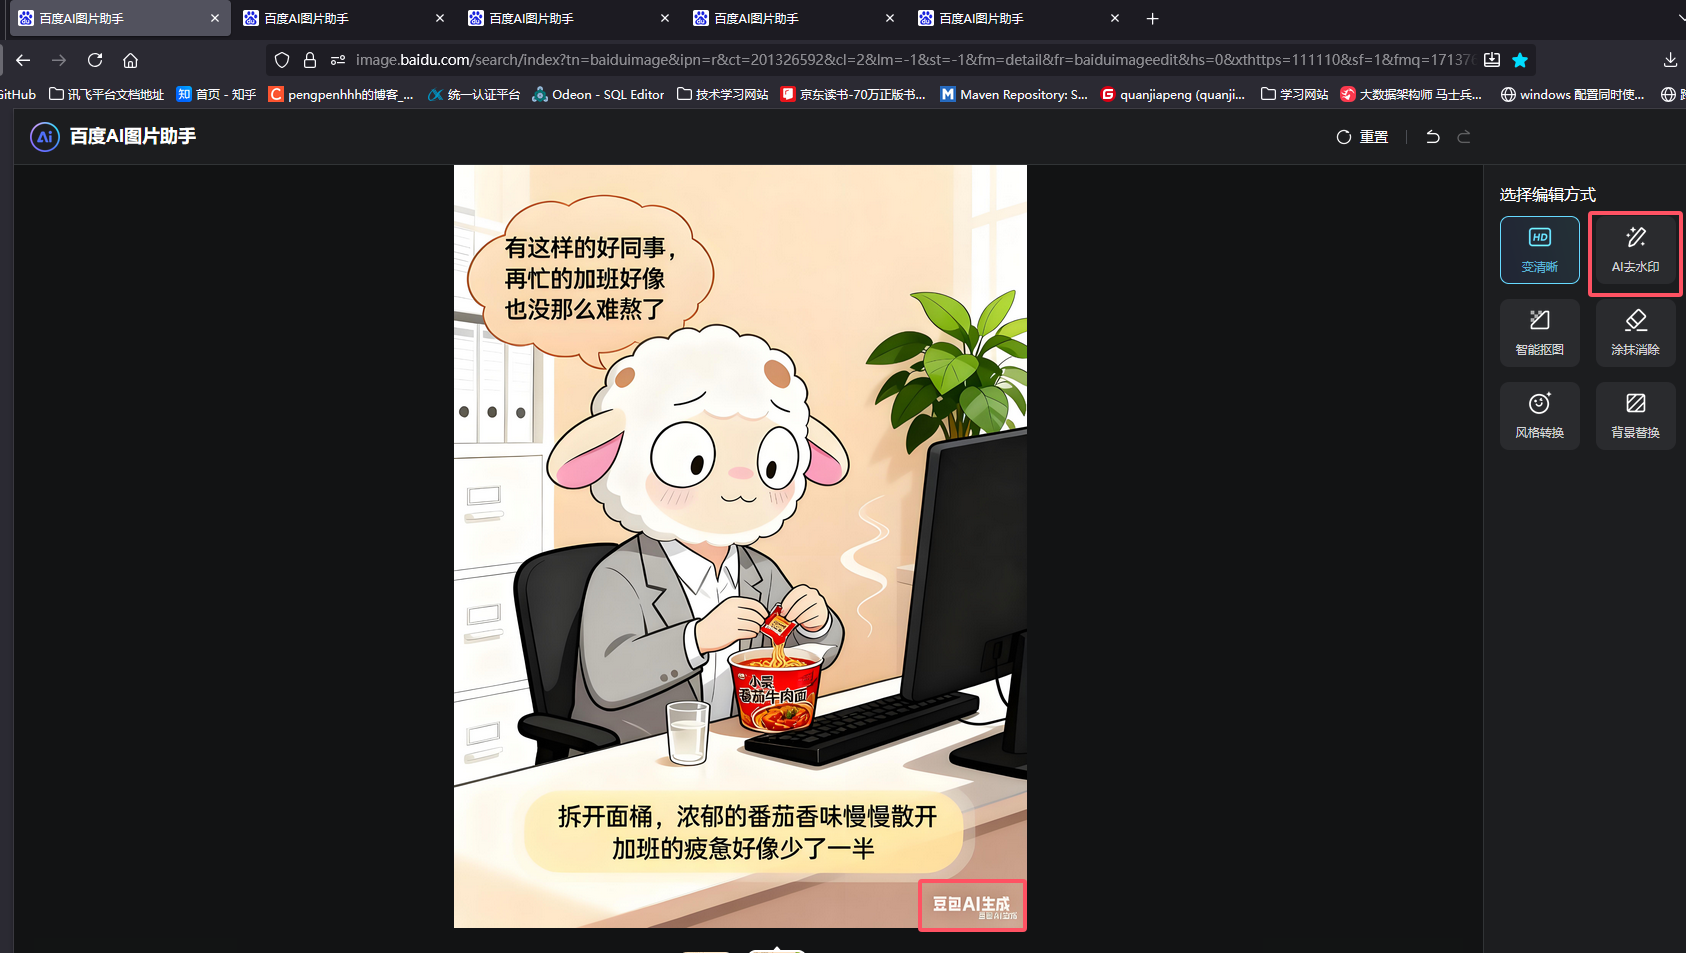 百度AI图片助手
百度AI图片助手
百度AI图片助手
百度AI图片助手
百度AI图片助手
image.baidu.com/search/index?tn=baiduimage&ipn=r&ct=201326592&cl=2&lm=-1&st=-1&fm=detail&fr=baiduimageedit&hs=0&xthttps=111110&sf=1&fmq=17137
GitHub
讯飞平台文档地址
知 首页 - 知乎
C pengpenhhh的博客_...
统一认证平台
Odeon - SQL Editor
技术学习网站
京东读书-70万正版书...
M Maven Repository: S...
G quanjiapeng (quanji...
学习网站
大数据架构师 马士兵...
windows 配置同时使...
Ai 百度AI图片助手
重置
有这样的好同事，
再忙的加班好像
也没那么难熬了
小菜
番茄牛肉面
拆开面桶，浓郁的番茄香味慢慢散开
加班的疲惫好像少了一半
豆包AI生成
豆包AI生成
选择编辑方式
HD
变清晰
AI去水印
智能抠图
涂抹消除
风格转换
背景替换